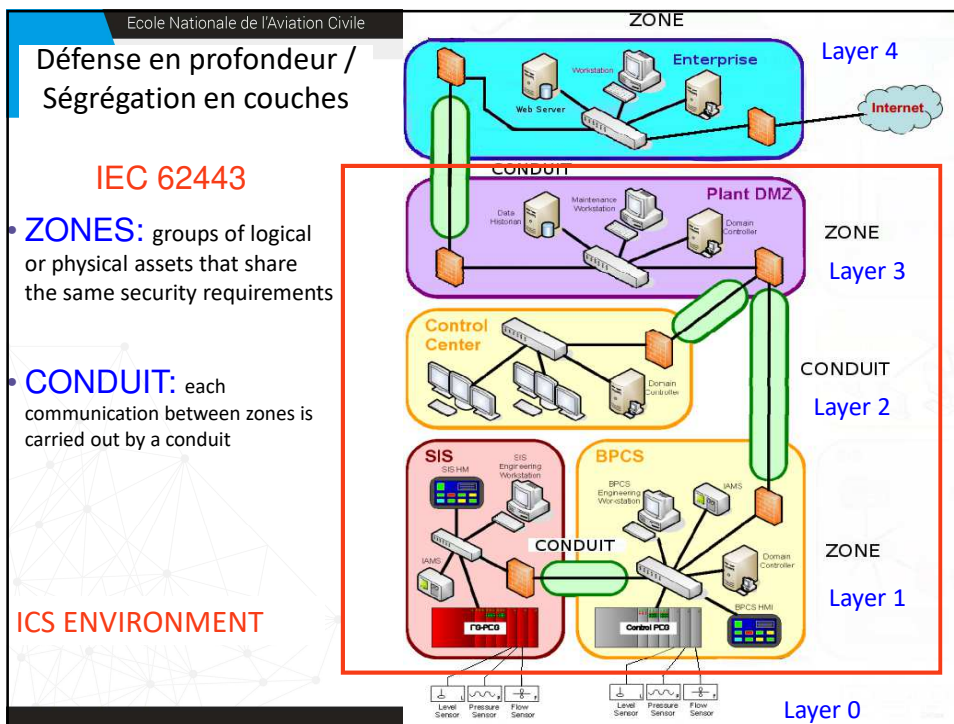 Ecole Nationale de l'Aviation Civile
Défense en profondeur /
Ségrégation en couches
IEC 62443
• ZONES: groups of logical
or physical assets that share
the same security requirements
• CONDUIT: each
communication between zones is
carried out by a conduit
ICS ENVIRONMENT
ZONE
Layer 4
Enterprise
Workstation
Web Server
Internet
CONDUIT
Plant DMZ
Maintenance
Workstation
Data
Historian
Domain
Controller
ZONE
Layer 3
Control
Center
Domain
Controller
CONDUIT
Layer 2
SIS
SIS HM
SIS
Engineering
Workstation
IAMS
CONDUIT
BPCS
BPCS
Engineering
Workstation
IAMS
Domain
Controller
BPCS HMI
Control PCG
ZONE
Layer 1
Level
Sensor
Pressure
Sensor
Flow
Sensor
Level
Sensor
Pressure
Sensor
Flow
Sensor
Layer 0